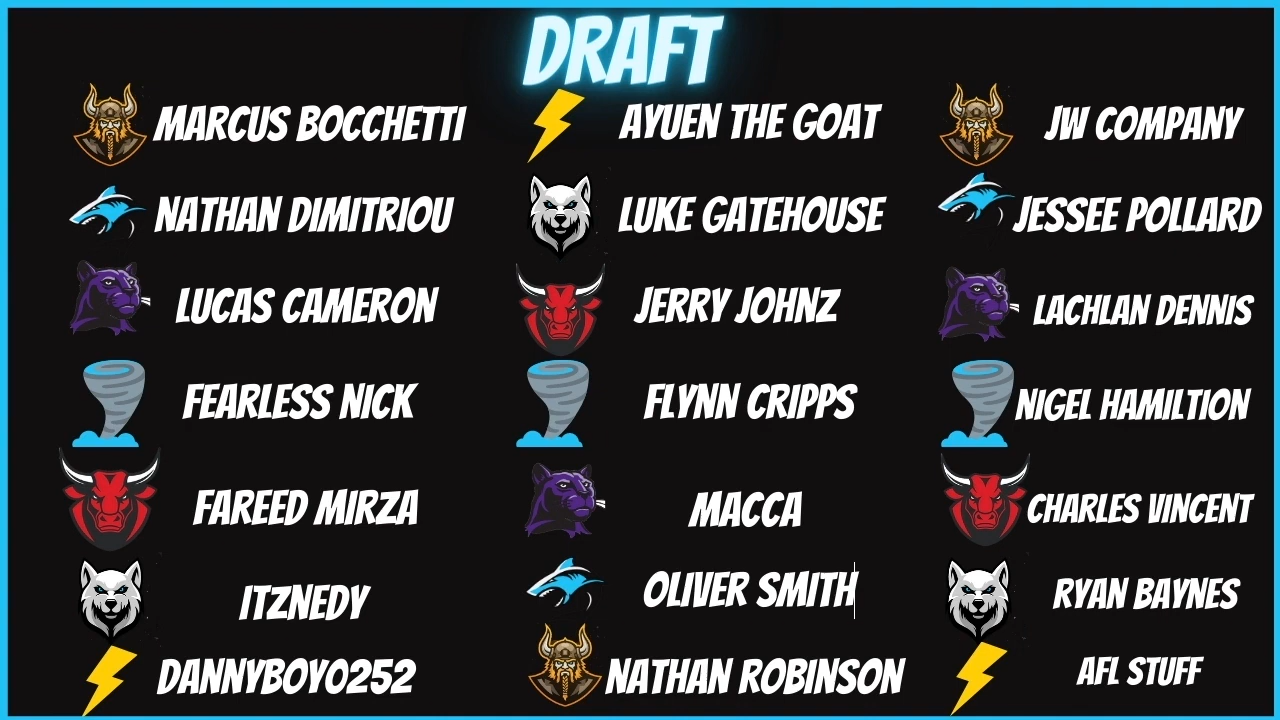 DRAFT
MARCUS BOCCHETTI
NATHAN DIMITRIOU
LUCAS CAMERON
FEARLESS NICK
FAREED MIRZA
ITZNEDY
DANNYBOY0252
AYUEN THE GOAT
LUKE GATEHOUSE
JERRY JOHNZ
FLYNN CRIPPS
MACCA
OLIVER SMITH
NATHAN ROBINSON
JW COMPANY
JESSEE POLLARD
LACHLAN DENNIS
NIGEL HAMILTION
CHARLES VINCENT
RYAN BAYNES
AFL STUFF